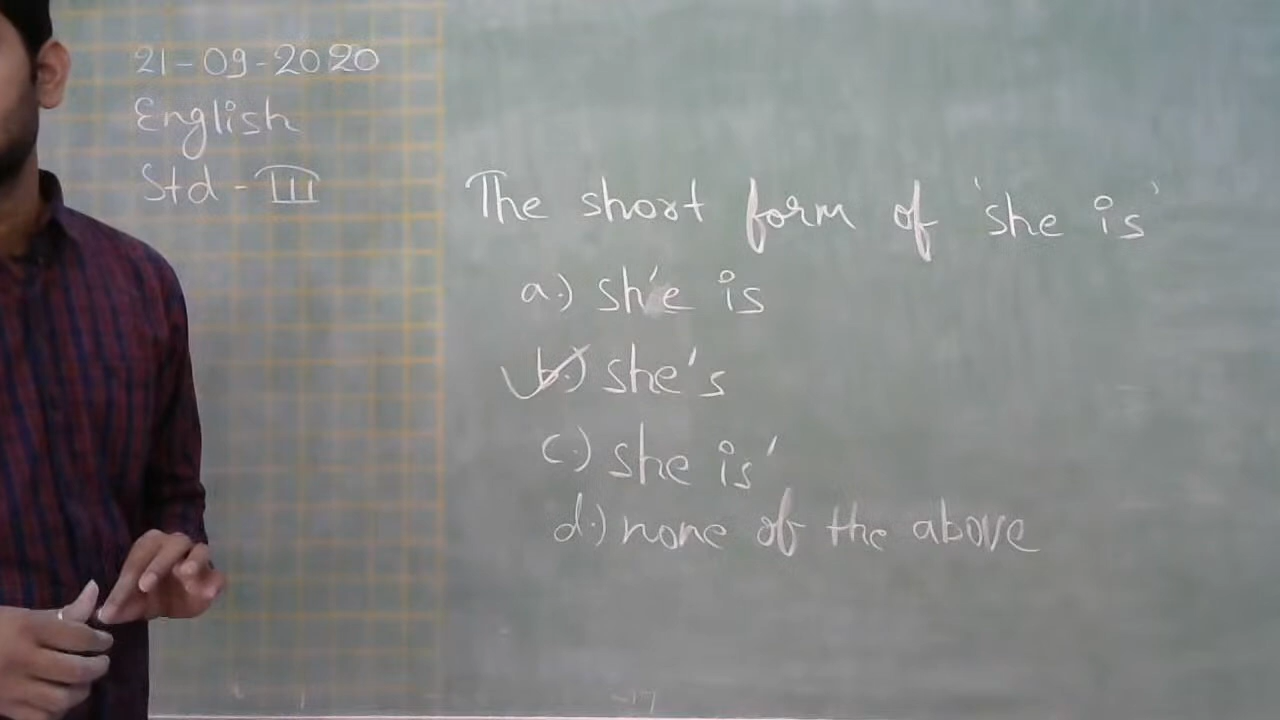 21-09-2020
English
Std - III
The short form of 'she is'
a.) sh'e is
b.) she's
c.) she is'
d.) none of the above